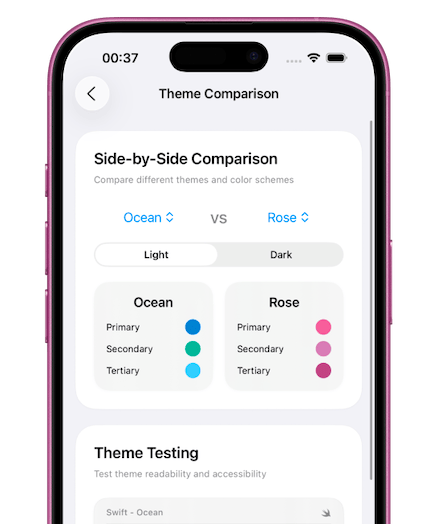 00:37
Theme Comparison
Side-by-Side Comparison
Compare different themes and color schemes
Ocean VS Rose
Light Dark
Ocean Rose
Primary Primary
Secondary Secondary
Tertiary Tertiary
Theme Testing
Test theme readability and accessibility
Swift - Ocean